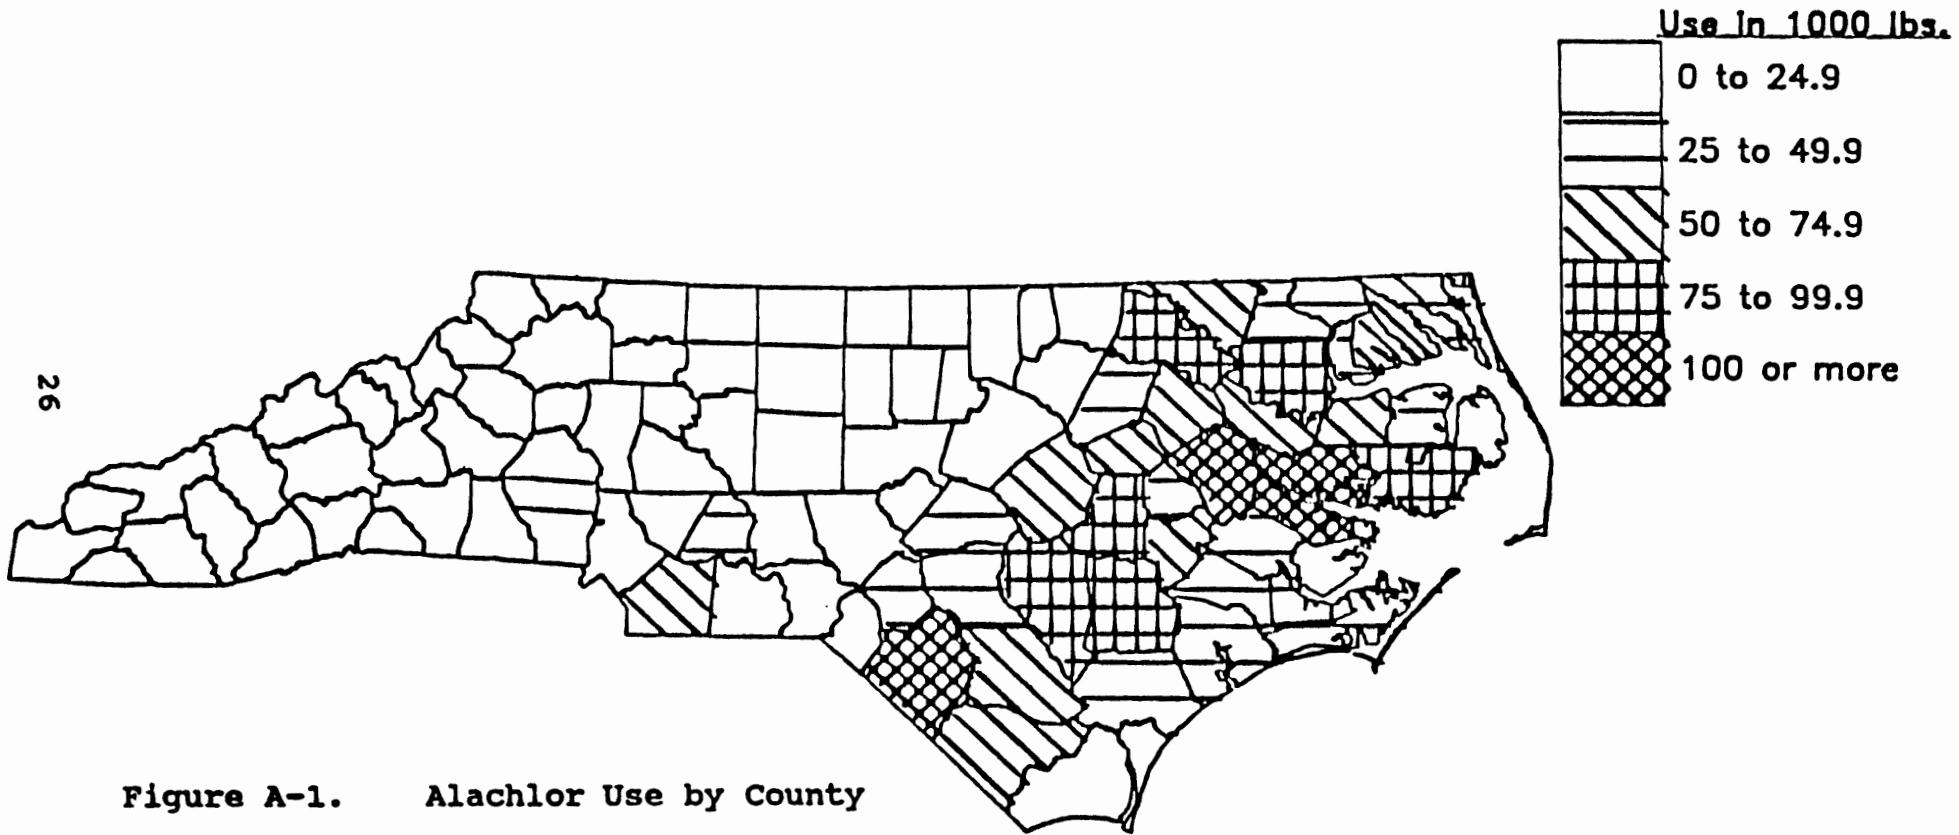 Use in 1000 lbs.
0 to 24.9
25 to 49.9
50 to 74.9
75 to 99.9
100 or more
26
Figure A-1. Alachlor Use by County